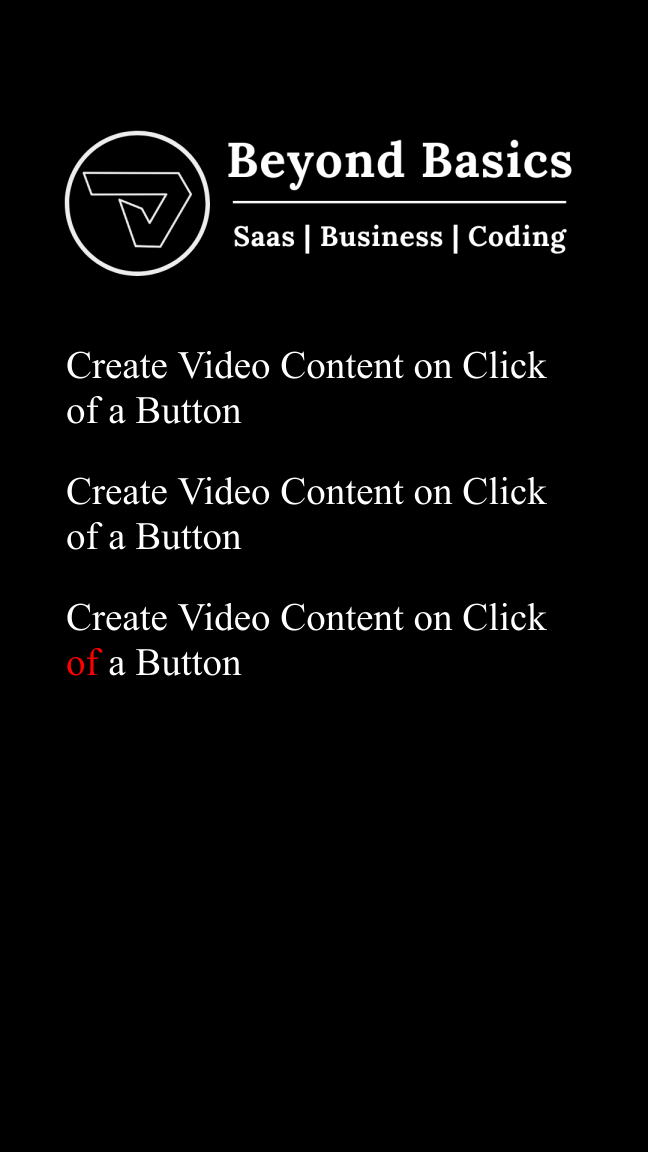 Beyond Basics
Saas | Business | Coding
Create Video Content on Click
of a Button
Create Video Content on Click
of a Button
Create Video Content on Click
of a Button